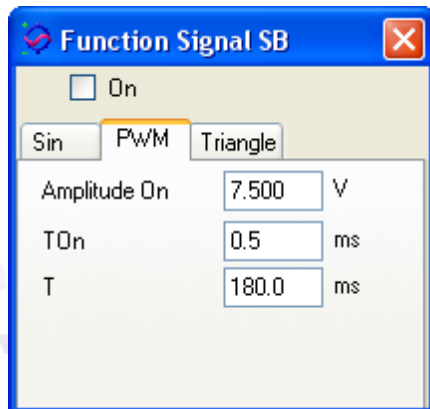 Function Signal SB
On
Sin PWM Triangle
Amplitude On 7.500 V
TOn 0.5 ms
T 180.0 ms